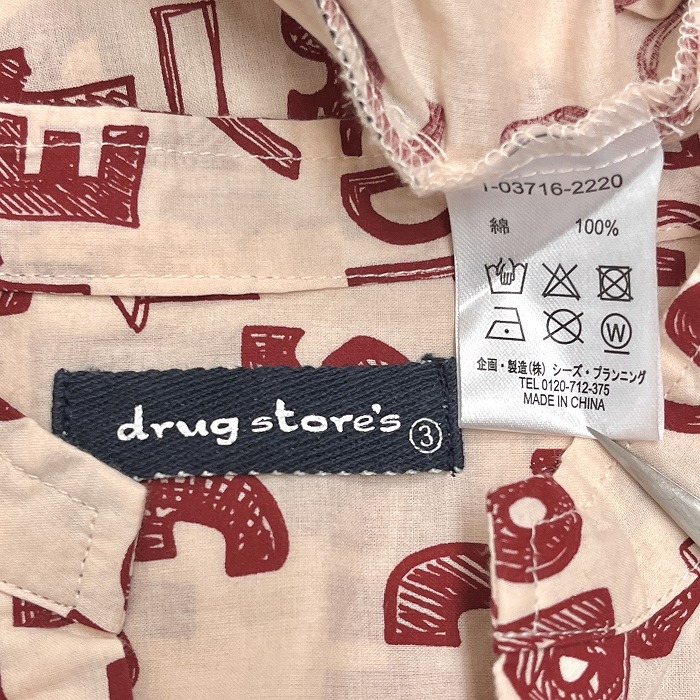 1-03716-2220
綿 100%
W
企画・製造(株) シーズ・プランニング
TEL 0120-712-375
MADE IN CHINA
drug store's ③